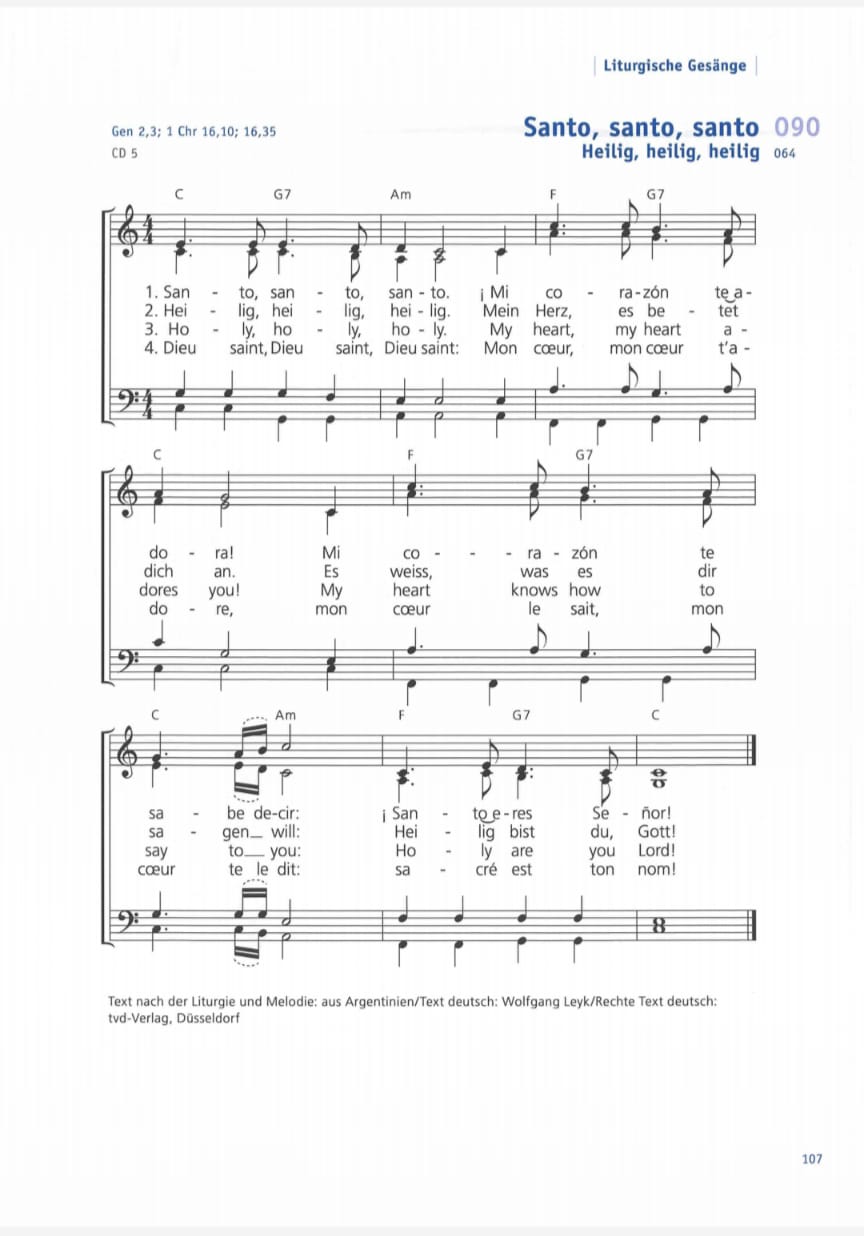 Liturgische Gesänge
Gen 2,3; 1 Chr 16,10; 16,35
Santo, santo, santo 090
CD 5
Heilig, heilig, heilig 064
C G7 Am F G7
1. San - to, san - to, san - to. ¡ Mi co - ra-zón te‿a -
2. Hei - lig, hei - lig, hei - lig. Mein Herz, es be - tet
3. Ho - ly, ho - ly, ho - ly. My heart, my heart a -
4. Dieu saint, Dieu saint, Dieu saint: Mon cœur, mon cœur t'a -
C F G7
do - ra! Mi co - - - ra - zón te
dich an. Es weiss, was es dir
dores you! My heart knows how to
do - re, mon cœur le sait, mon
C Am F G7 C
sa - be de-cir: ¡ San - to‿e-res Se - ñor!
sa - gen__ will: Hei - lig bist du, Gott!
say to__ you: Ho - ly are you Lord!
cœur te le dit: sa - cré est ton nom!
Text nach der Liturgie und Melodie: aus Argentinien/Text deutsch: Wolfgang Leyk/Rechte Text deutsch:
tvd-Verlag, Düsseldorf
107